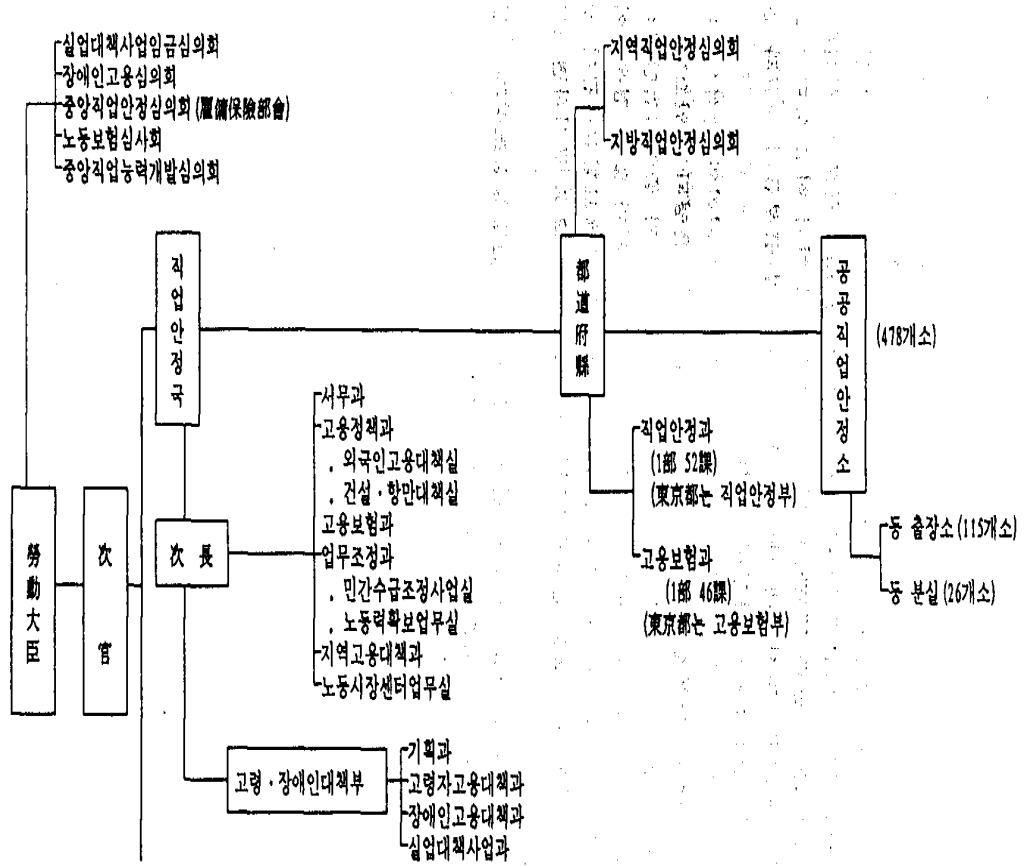 실업대책사업임금심의회
장애인고용심의회
중앙직업안정심의회 (雇傭保險部會)
노동보험심사회
중앙직업능력개발심의회
지역직업안정심의회
지방직업안정심의회
직업안정국
都道府縣
공공직업안정소
(478개소)
서무과
고용정책과
. 외국인고용대책실
. 건설·항만대책실
고용보험과
업무조정과
. 민간수급조정사업실
. 노동력확보업무실
지역고용대책과
노동시장센터업무실
직업안정과
(1部 52課)
(東京都는 직업안정부)
고용보험과
(1部 46課)
(東京都는 고용보험부)
동 출장소 (115개소)
동 분실 (26개소)
勞動大臣
次官
次長
고령·장애인대책부
기획과
고령자고용대책과
장애인고용대책과
실업대책사업과